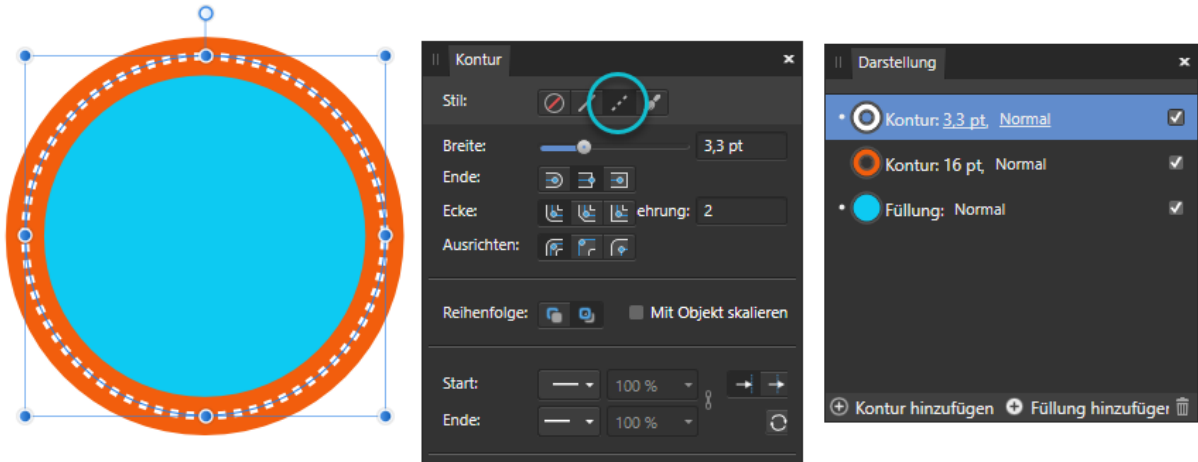 Kontur
Stil:
Breite: 3,3 pt
Ende:
Ecke: ehrung: 2
Ausrichten:
Reihenfolge: Mit Objekt skalieren
Start: 100 %
Ende: 100 %
Darstellung
Kontur: 3,3 pt, Normal
Kontur: 16 pt, Normal
Füllung: Normal
Kontur hinzufügen Füllung hinzufüger